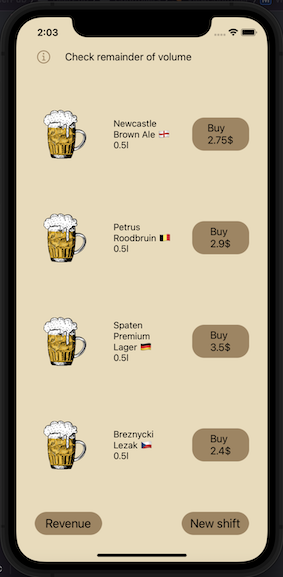 2:03
Check remainder of volume
Newcastle
Brown Ale 🏴󠁧󠁢󠁥󠁮󠁧󠁿
0.5l
Buy
2.75$
Petrus
Roodbruin 🇧🇪
0.5l
Buy
2.9$
Spaten
Premium
Lager 🇩🇪
0.5l
Buy
3.5$
Breznycki
Lezak 🇨🇿
0.5l
Buy
2.4$
Revenue
New shift